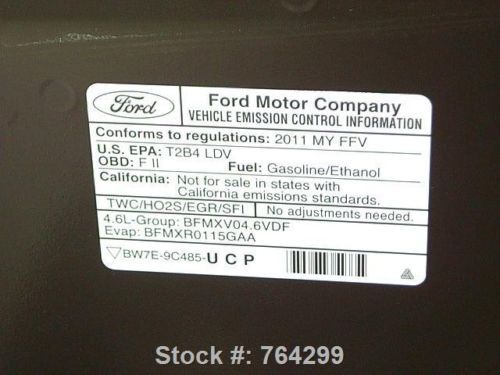 Ford
Ford Motor Company
VEHICLE EMISSION CONTROL INFORMATION
Conforms to regulations: 2011 MY FFV
U.S. EPA: T2B4 LDV
OBD: F II Fuel: Gasoline/Ethanol
California: Not for sale in states with
California emissions standards.
TWC/HO2S/EGR/SFI No adjustments needed.
4.6L-Group: BFMXV04.6VDF
Evap: BFMXR0115GAA
BW7E-9C485-UCP
Stock #: 764299